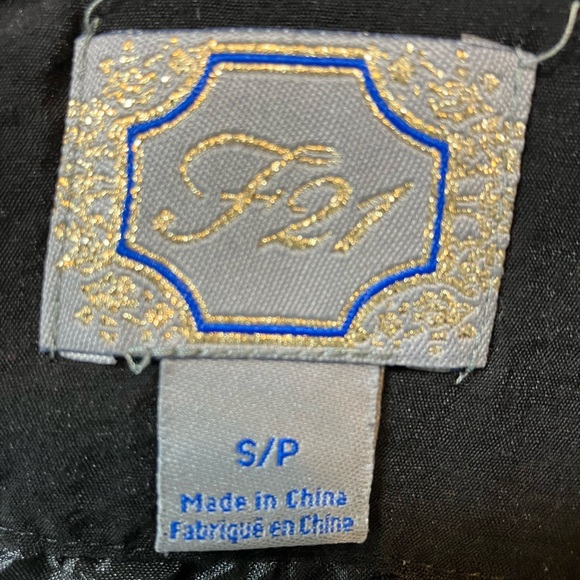 F21
S/P
Made in China
Fabriqué en Chine